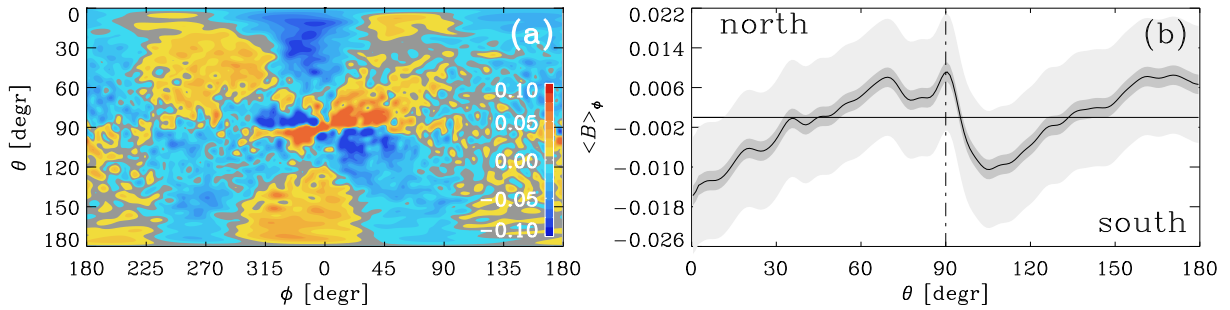 0
30
60
90
120
150
180
θ [degr]
(a)
0.10
0.05
0.00
−0.05
−0.10
180 225 270 315 0 45 90 135 180
ϕ [degr]
0.022
0.014
0.006
−0.002
−0.010
−0.018
−0.026
<B>ϕ
north
(b)
south
0 30 60 90 120 150 180
θ [degr]